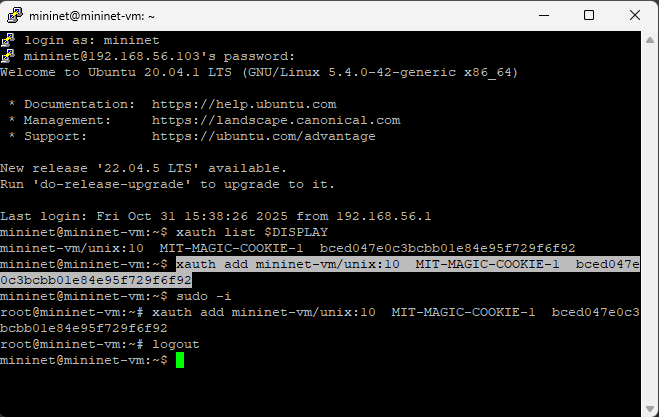 mininet@mininet-vm: ~
login as: mininet
mininet@192.168.56.103's password:
Welcome to Ubuntu 20.04.1 LTS (GNU/Linux 5.4.0-42-generic x86_64)
* Documentation:  https://help.ubuntu.com
* Management:     https://landscape.canonical.com
* Support:        https://ubuntu.com/advantage
New release '22.04.5 LTS' available.
Run 'do-release-upgrade' to upgrade to it.
Last login: Fri Oct 31 15:38:26 2025 from 192.168.56.1
mininet@mininet-vm:~$ xauth list $DISPLAY
mininet-vm/unix:10  MIT-MAGIC-COOKIE-1  bced047e0c3bcbb01e84e95f729f6f92
mininet@mininet-vm:~$ xauth add mininet-vm/unix:10  MIT-MAGIC-COOKIE-1  bced047e
0c3bcbb01e84e95f729f6f92
mininet@mininet-vm:~$ sudo -i
root@mininet-vm:~# xauth add mininet-vm/unix:10  MIT-MAGIC-COOKIE-1  bced047e0c3
bcbb01e84e95f729f6f92
root@mininet-vm:~# logout
mininet@mininet-vm:~$